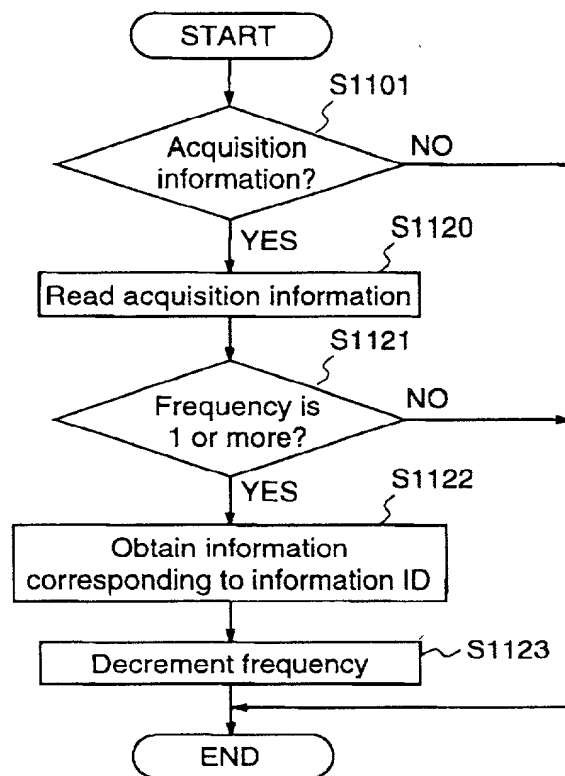 START
S1101
Acquisition
information?
NO
YES
S1120
Read acquisition information
S1121
Frequency is
1 or more?
NO
YES
S1122
Obtain information
corresponding to information ID
Decrement frequency
S1123
END